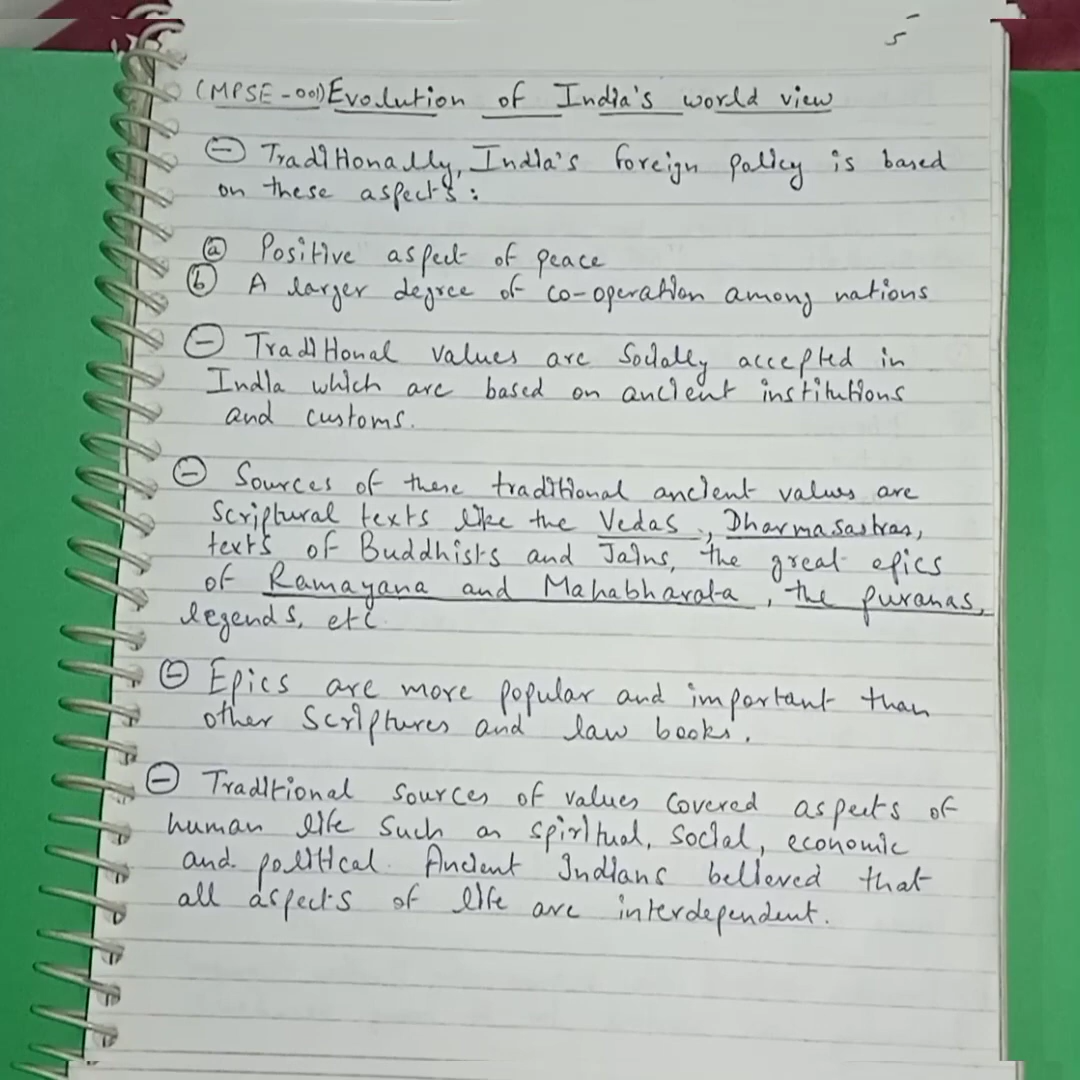 5
(MPSE-001) Evolution of India's world view
⊖ Traditionally, India's foreign policy is based
on these aspects:
ⓐ Positive aspect of peace
ⓑ A larger degree of co-operation among nations
⊖ Traditional values are socially accepted in
India which are based on ancient institutions
and customs.
⊖ Sources of these traditional ancient values are
scriptural texts like the Vedas, Dharmasastras,
texts of Buddhists and Jains, the great epics
of Ramayana and Mahabharata, the puranas,
legends, etc
⊖ Epics are more popular and important than
other scriptures and law books.
⊖ Traditional sources of values covered aspects of
human life such as spiritual, social, economic
and political. Ancient Indians believed that
all aspects of life are interdependent.